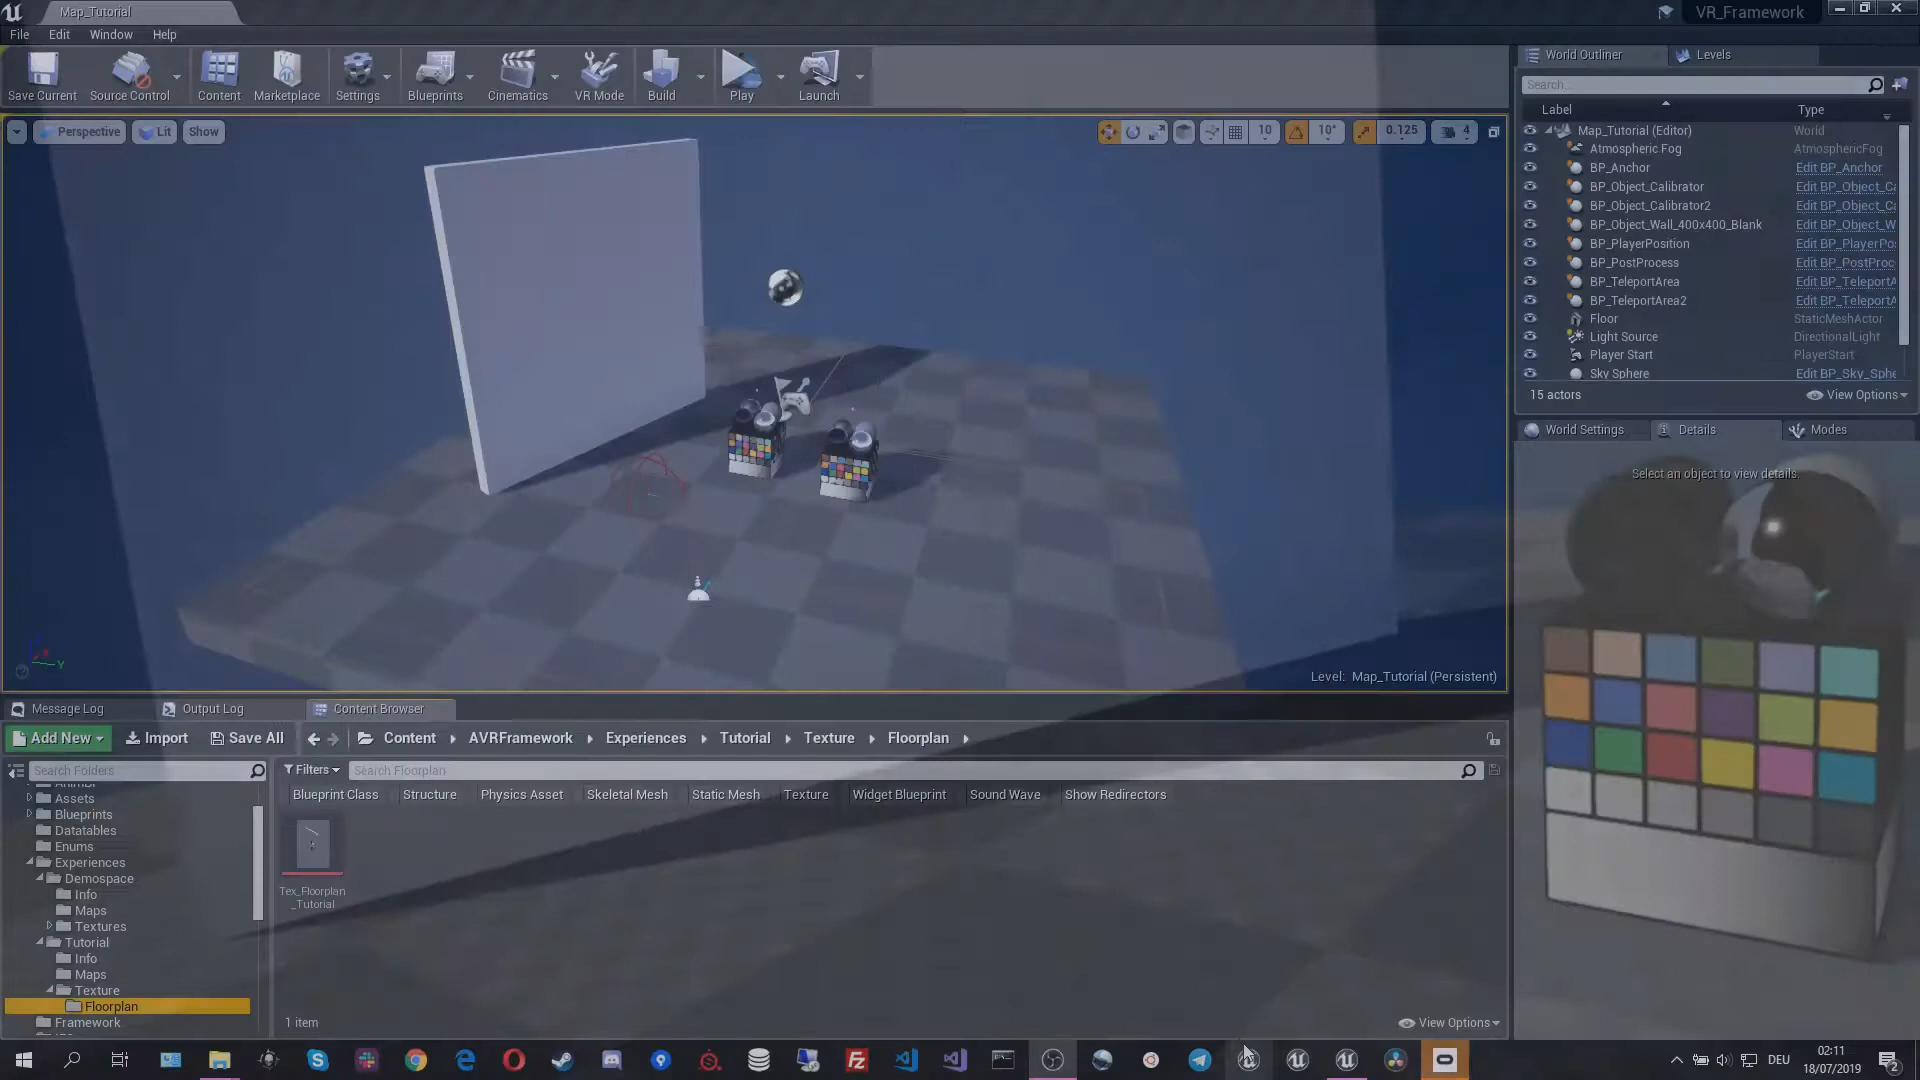 Map_Tutorial
VR_Framework
File Edit Window Help
Save Current Source Control Content Marketplace Settings Blueprints Cinematics VR Mode Build Play Launch
World Outliner Levels
Search...
Label Type
Perspective Lit Show
10 10° 0.125 4
Map_Tutorial (Editor) World
Atmospheric Fog AtmosphericFog
BP_Anchor Edit BP_Anchor
BP_Object_Calibrator Edit BP_Object_Ca
BP_Object_Calibrator2 Edit BP_Object_Ca
BP_Object_Wall_400x400_Blank Edit BP_Object_W
BP_PlayerPosition Edit BP_PlayerPos
BP_PostProcess Edit BP_PostProc
BP_TeleportArea Edit BP_TeleportA
BP_TeleportArea2 Edit BP_TeleportA
Floor StaticMeshActor
Light Source DirectionalLight
Player Start PlayerStart
Sky Sphere Edit BP_Sky_Sphe
15 actors View Options
World Settings Details Modes
Select an object to view details.
Y
Level: Map_Tutorial (Persistent)
Message Log Output Log Content Browser
Add New Import Save All Content AVRFramework Experiences Tutorial Texture Floorplan
Search Folders
Filters Search Floorplan
Blueprint Class Structure Physics Asset Skeletal Mesh Static Mesh Texture Widget Blueprint Sound Wave Show Redirectors
Assets
Blueprints
Datatables
Enums
Experiences
Demospace
Info
Maps
Textures
Tutorial
Info
Maps
Texture
Floorplan
Framework
Tex_Floorplan
_Tutorial
1 item View Options
DEU
02:11
18/07/2019
2